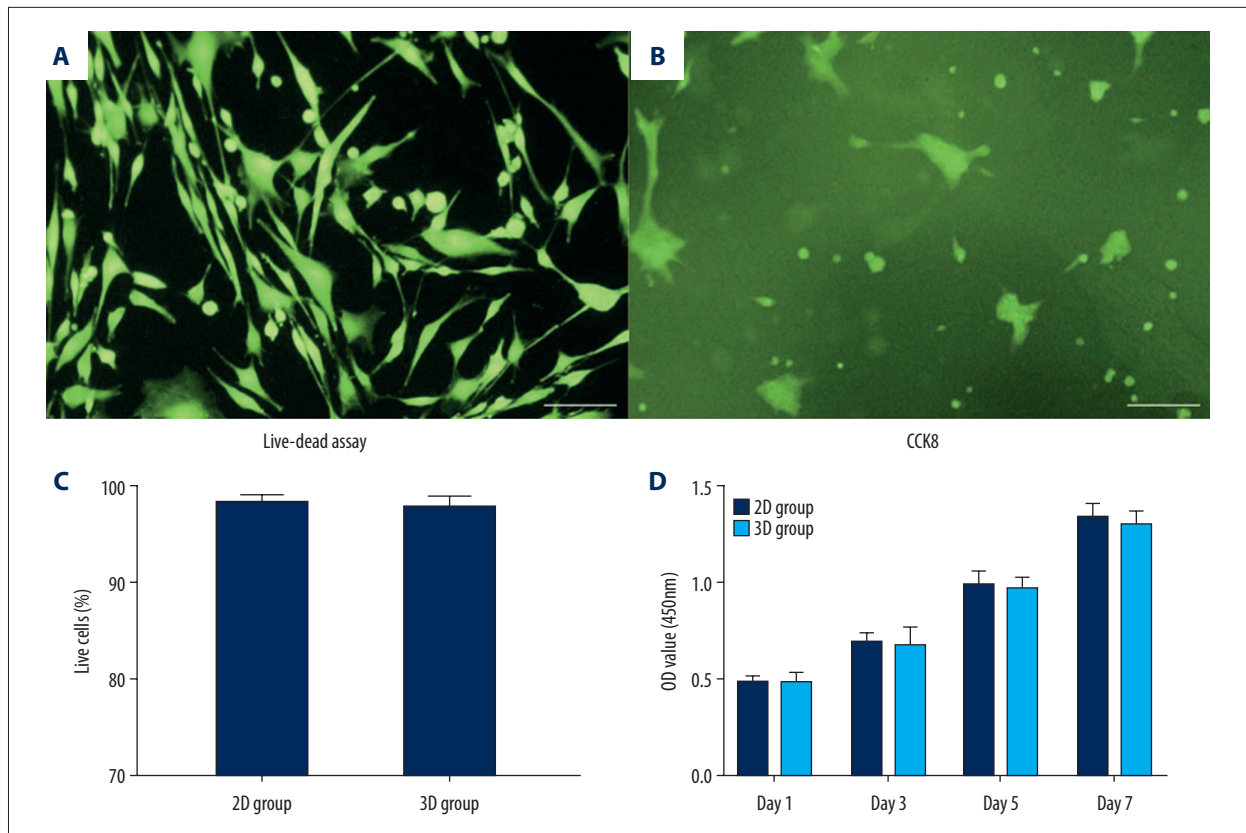 A
B
Live-dead assay
CCK8
C
100
90
80
70
Live cells (%)
2D group
3D group
D
2D group
3D group
1.5
1.0
0.5
0.0
OD value (450nm)
Day 1
Day 3
Day 5
Day 7